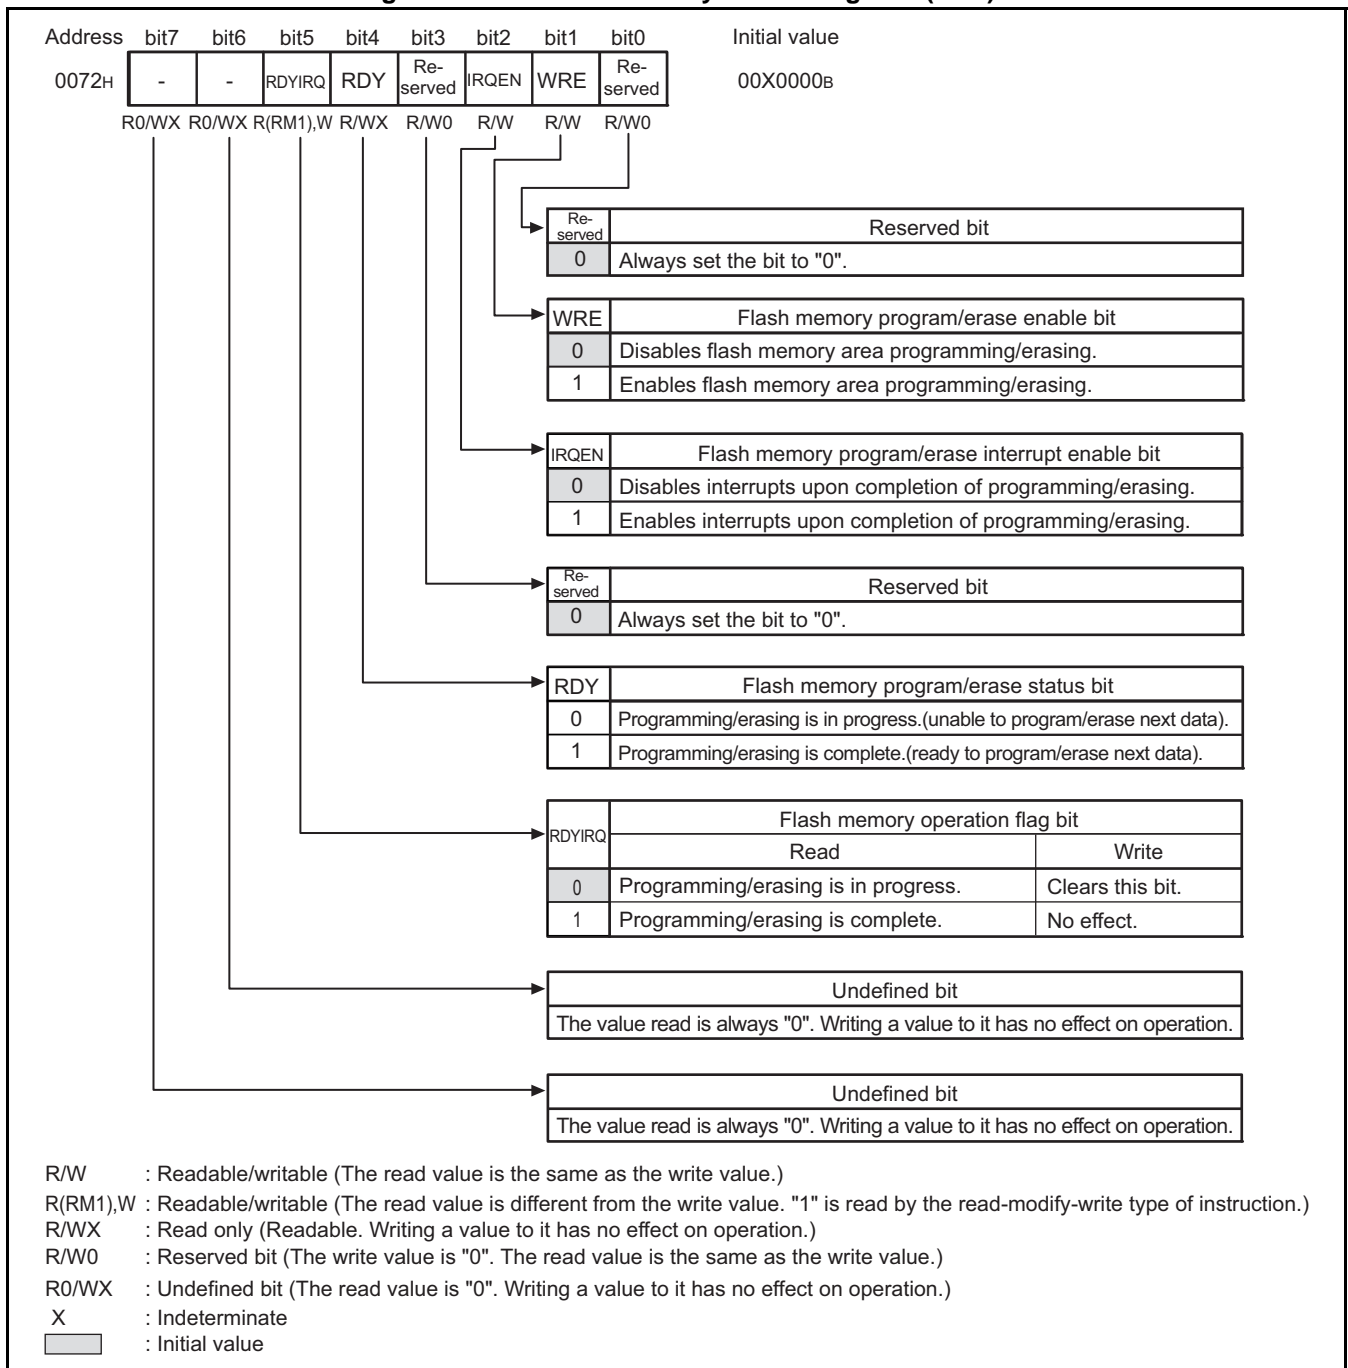 Address bit7 bit6 bit5 bit4 bit3 bit2 bit1 bit0 Initial value
0072H - - RDYIRQ RDY Re-served IRQEN WRE Re-served 00X0000B
R0/WX R0/WX R(RM1),W R/WX R/W0 R/W R/W R/W0
Re-served Reserved bit
0 Always set the bit to "0".
WRE Flash memory program/erase enable bit
0 Disables flash memory area programming/erasing.
1 Enables flash memory area programming/erasing.
IRQEN Flash memory program/erase interrupt enable bit
0 Disables interrupts upon completion of programming/erasing.
1 Enables interrupts upon completion of programming/erasing.
Re-served Reserved bit
0 Always set the bit to "0".
RDY Flash memory program/erase status bit
0 Programming/erasing is in progress.(unable to program/erase next data).
1 Programming/erasing is complete.(ready to program/erase next data).
RDYIRQ Flash memory operation flag bit
Read Write
0 Programming/erasing is in progress. Clears this bit.
1 Programming/erasing is complete. No effect.
Undefined bit
The value read is always "0". Writing a value to it has no effect on operation.
Undefined bit
The value read is always "0". Writing a value to it has no effect on operation.
R/W : Readable/writable (The read value is the same as the write value.)
R(RM1),W : Readable/writable (The read value is different from the write value. "1" is read by the read-modify-write type of instruction.)
R/WX : Read only (Readable. Writing a value to it has no effect on operation.)
R/W0 : Reserved bit (The write value is "0". The read value is the same as the write value.)
R0/WX : Undefined bit (The read value is "0". Writing a value to it has no effect on operation.)
X : Indeterminate
: Initial value